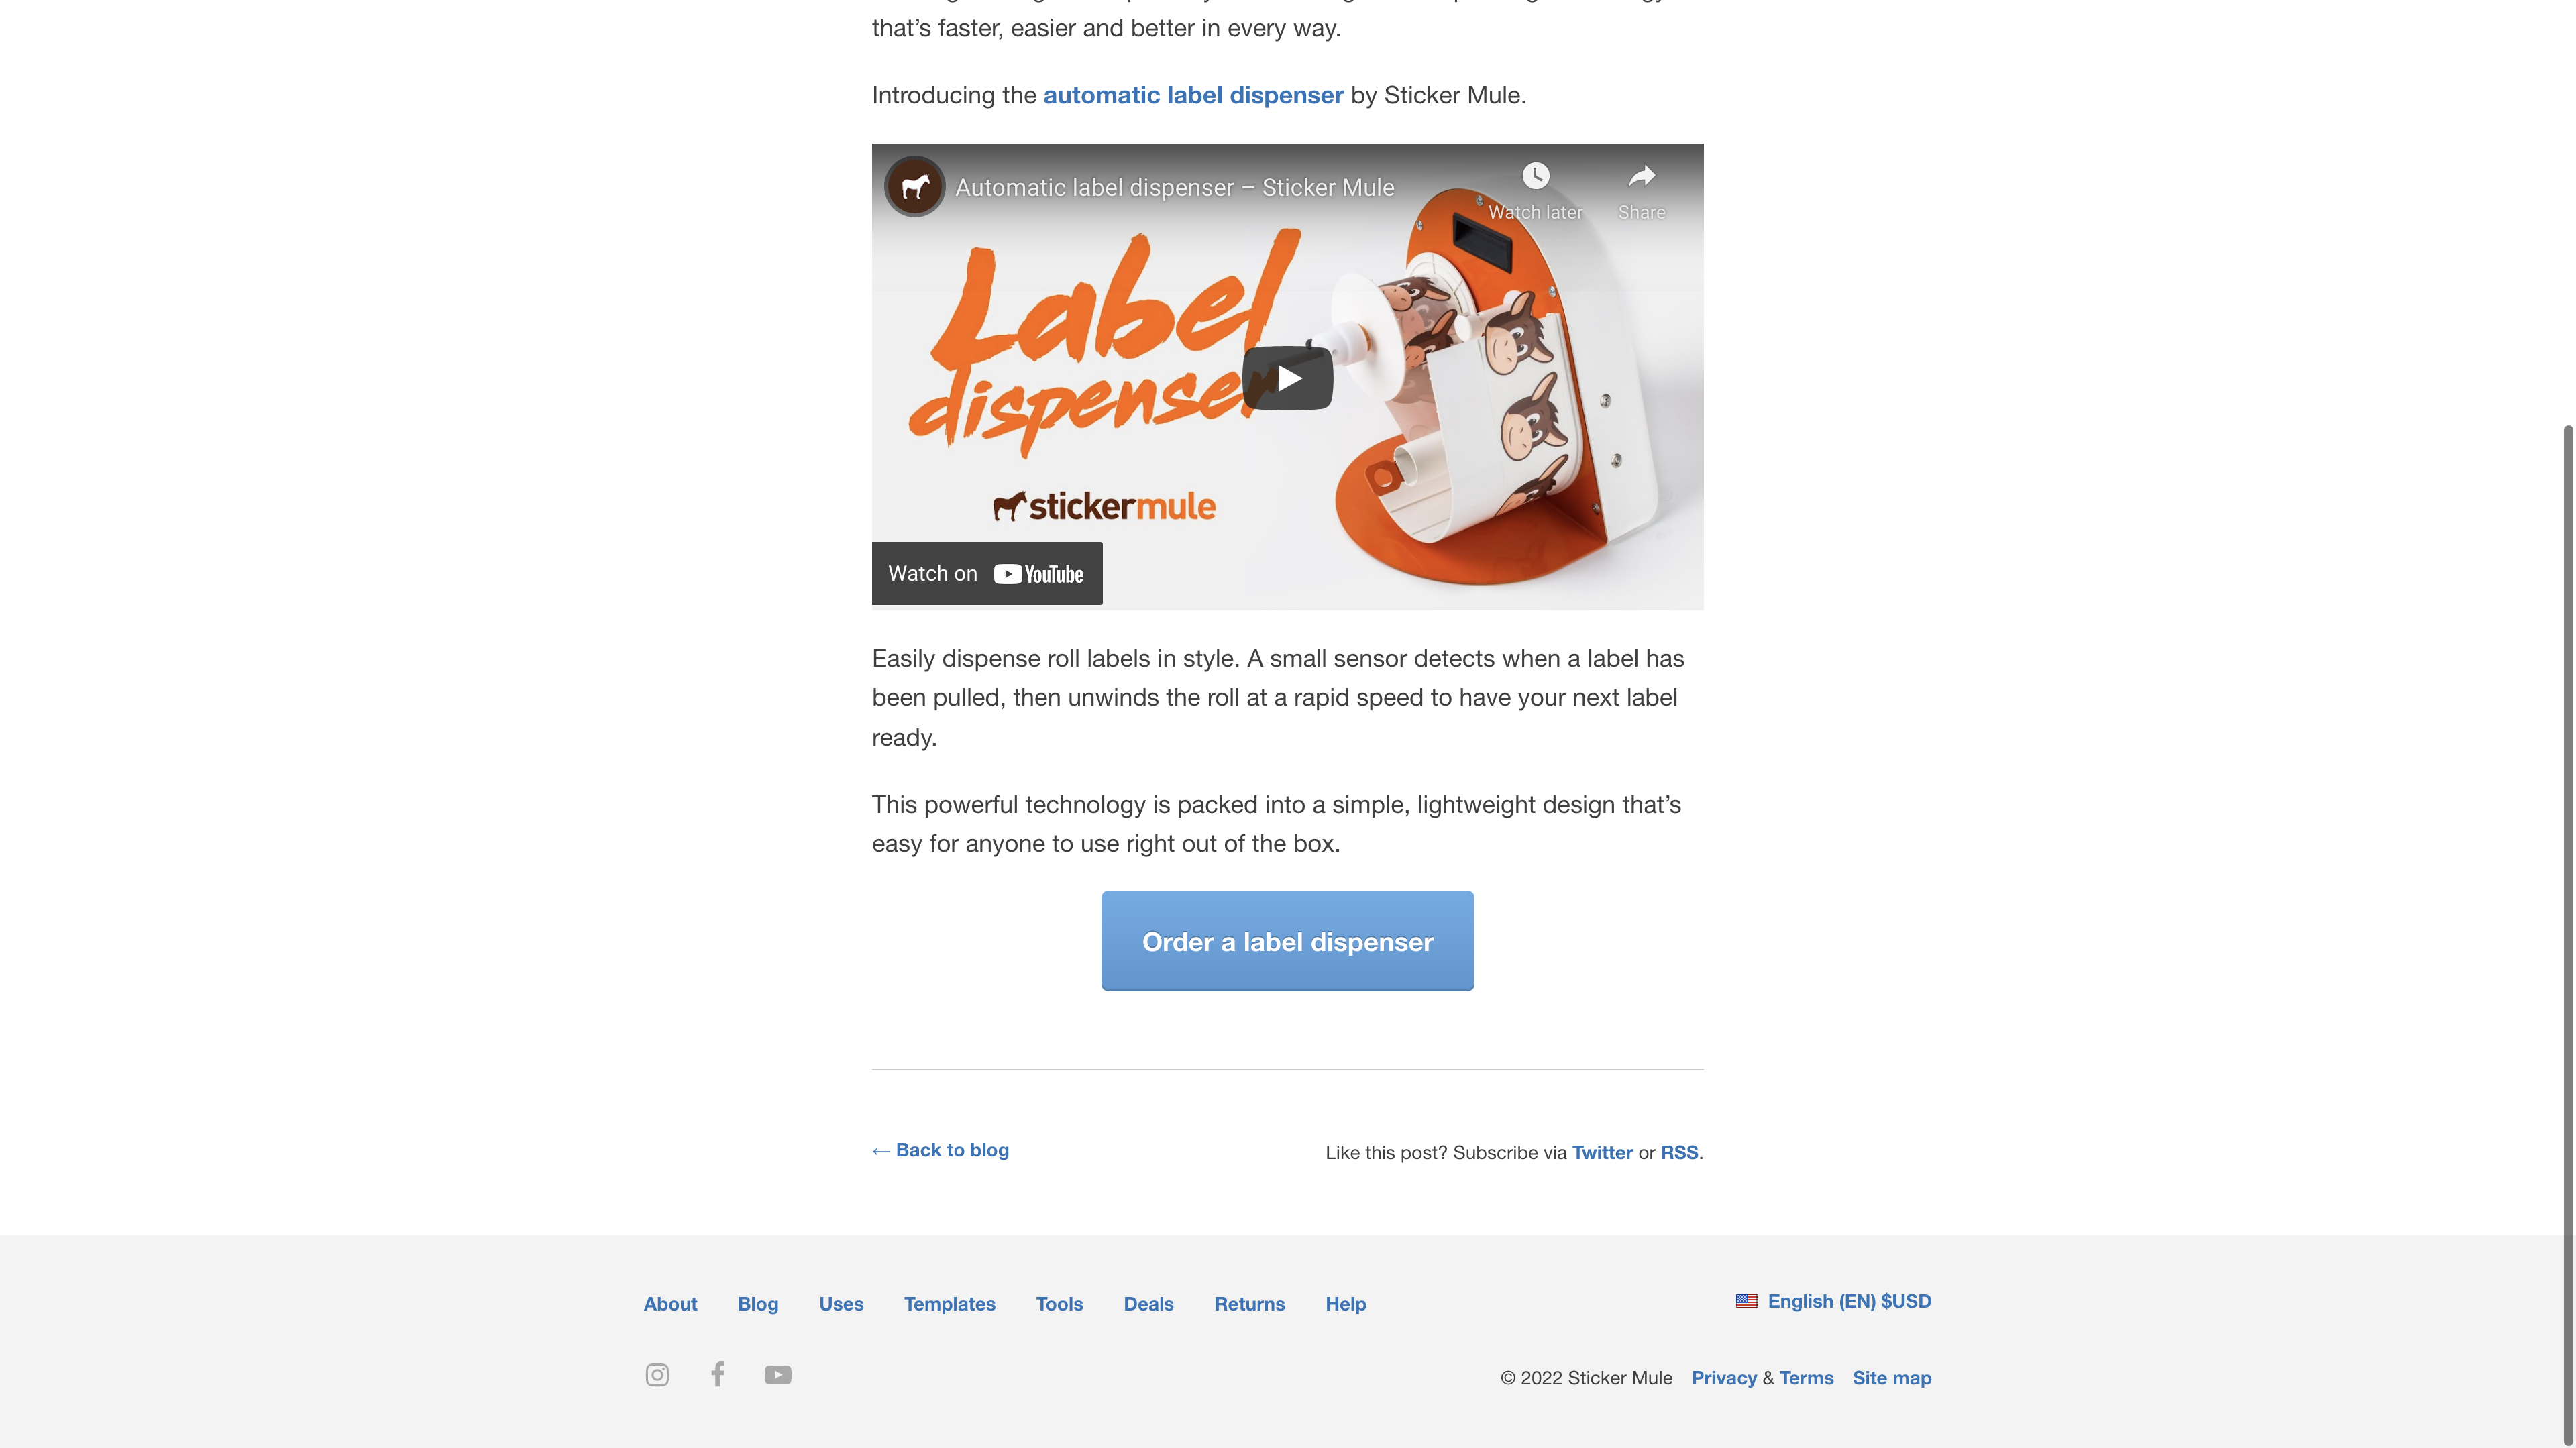 that’s faster, easier and better in every way.
Introducing the automatic label dispenser by Sticker Mule.
Automatic label dispenser – Sticker Mule
Watch later
Share
Label
dispenser
stickermule
Watch on YouTube
Easily dispense roll labels in style. A small sensor detects when a label has
been pulled, then unwinds the roll at a rapid speed to have your next label
ready.
This powerful technology is packed into a simple, lightweight design that’s
easy for anyone to use right out of the box.
Order a label dispenser
← Back to blog
Like this post? Subscribe via Twitter or RSS.
About Blog Uses Templates Tools Deals Returns Help
English (EN) $USD
© 2022 Sticker Mule Privacy & Terms Site map